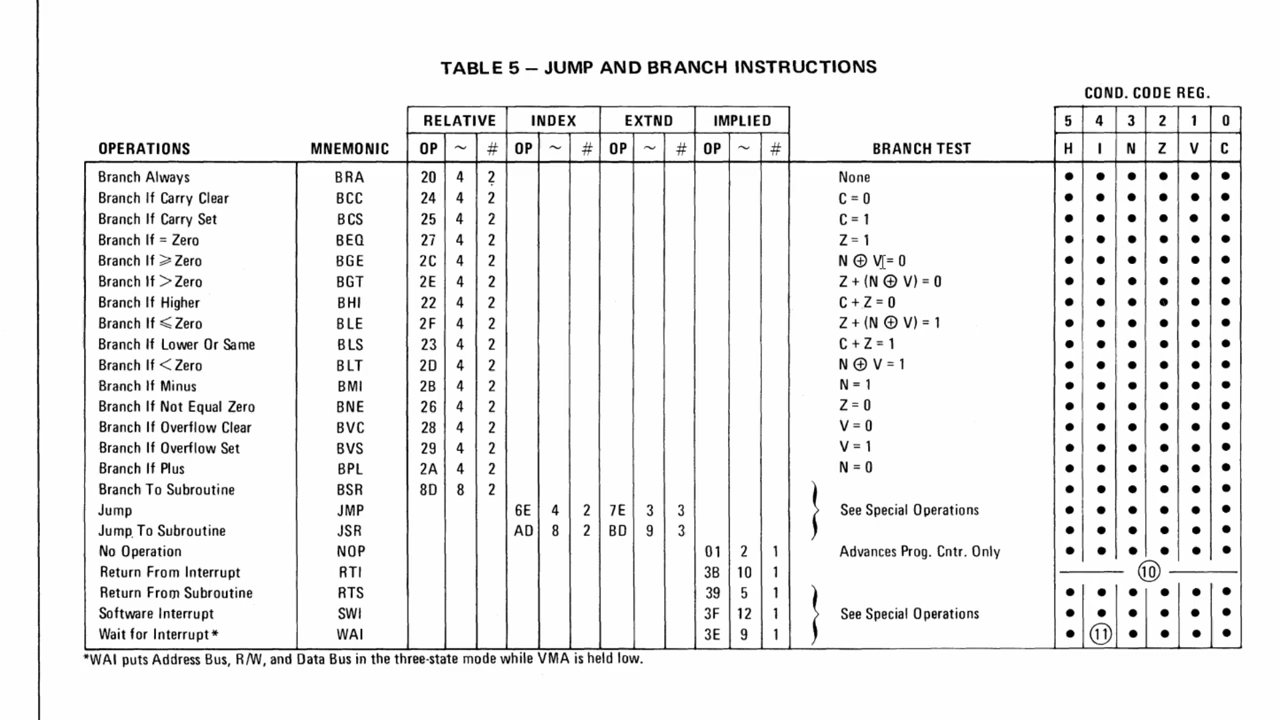 TABLE 5 — JUMP AND BRANCH INSTRUCTIONS
COND. CODE REG.
RELATIVE INDEX EXTND IMPLIED 5 4 3 2 1 0
OPERATIONS MNEMONIC OP ~ # OP ~ # OP ~ # OP ~ # BRANCH TEST H I N Z V C
Branch Always BRA 20 4 2 None • • • • • •
Branch If Carry Clear BCC 24 4 2 C = 0 • • • • • •
Branch If Carry Set BCS 25 4 2 C = 1 • • • • • •
Branch If = Zero BEQ 27 4 2 Z = 1 • • • • • •
Branch If ⩾ Zero BGE 2C 4 2 N ⊕ V = 0 • • • • • •
Branch If > Zero BGT 2E 4 2 Z + (N ⊕ V) = 0 • • • • • •
Branch If Higher BHI 22 4 2 C + Z = 0 • • • • • •
Branch If ⩽ Zero BLE 2F 4 2 Z + (N ⊕ V) = 1 • • • • • •
Branch If Lower Or Same BLS 23 4 2 C + Z = 1 • • • • • •
Branch If < Zero BLT 2D 4 2 N ⊕ V = 1 • • • • • •
Branch If Minus BMI 2B 4 2 N = 1 • • • • • •
Branch If Not Equal Zero BNE 26 4 2 Z = 0 • • • • • •
Branch If Overflow Clear BVC 28 4 2 V = 0 • • • • • •
Branch If Overflow Set BVS 29 4 2 V = 1 • • • • • •
Branch If Plus BPL 2A 4 2 N = 0 • • • • • •
Branch To Subroutine BSR 8D 8 2 • • • • • •
Jump JMP 6E 4 2 7E 3 3 See Special Operations • • • • • •
Jump To Subroutine JSR AD 8 2 BD 9 3 • • • • • •
No Operation NOP 01 2 1 Advances Prog. Cntr. Only • • • • • •
Return From Interrupt RTI 3B 10 1 ⑩
Return From Subroutine RTS 39 5 1 • • • • • •
Software Interrupt SWI 3F 12 1 See Special Operations • • • • • •
Wait for Interrupt* WAI 3E 9 1 • ⑪ • • • •
*WAI puts Address Bus, R/W, and Data Bus in the three-state mode while VMA is held low.